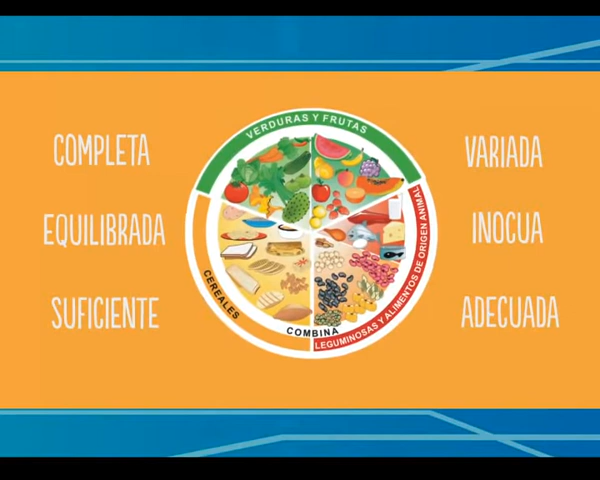 COMPLETA
EQUILIBRADA
SUFICIENTE
VERDURAS Y FRUTAS
CEREALES
COMBINA
LEGUMINOSAS Y ALIMENTOS DE ORIGEN ANIMAL
VARIADA
INOCUA
ADECUADA